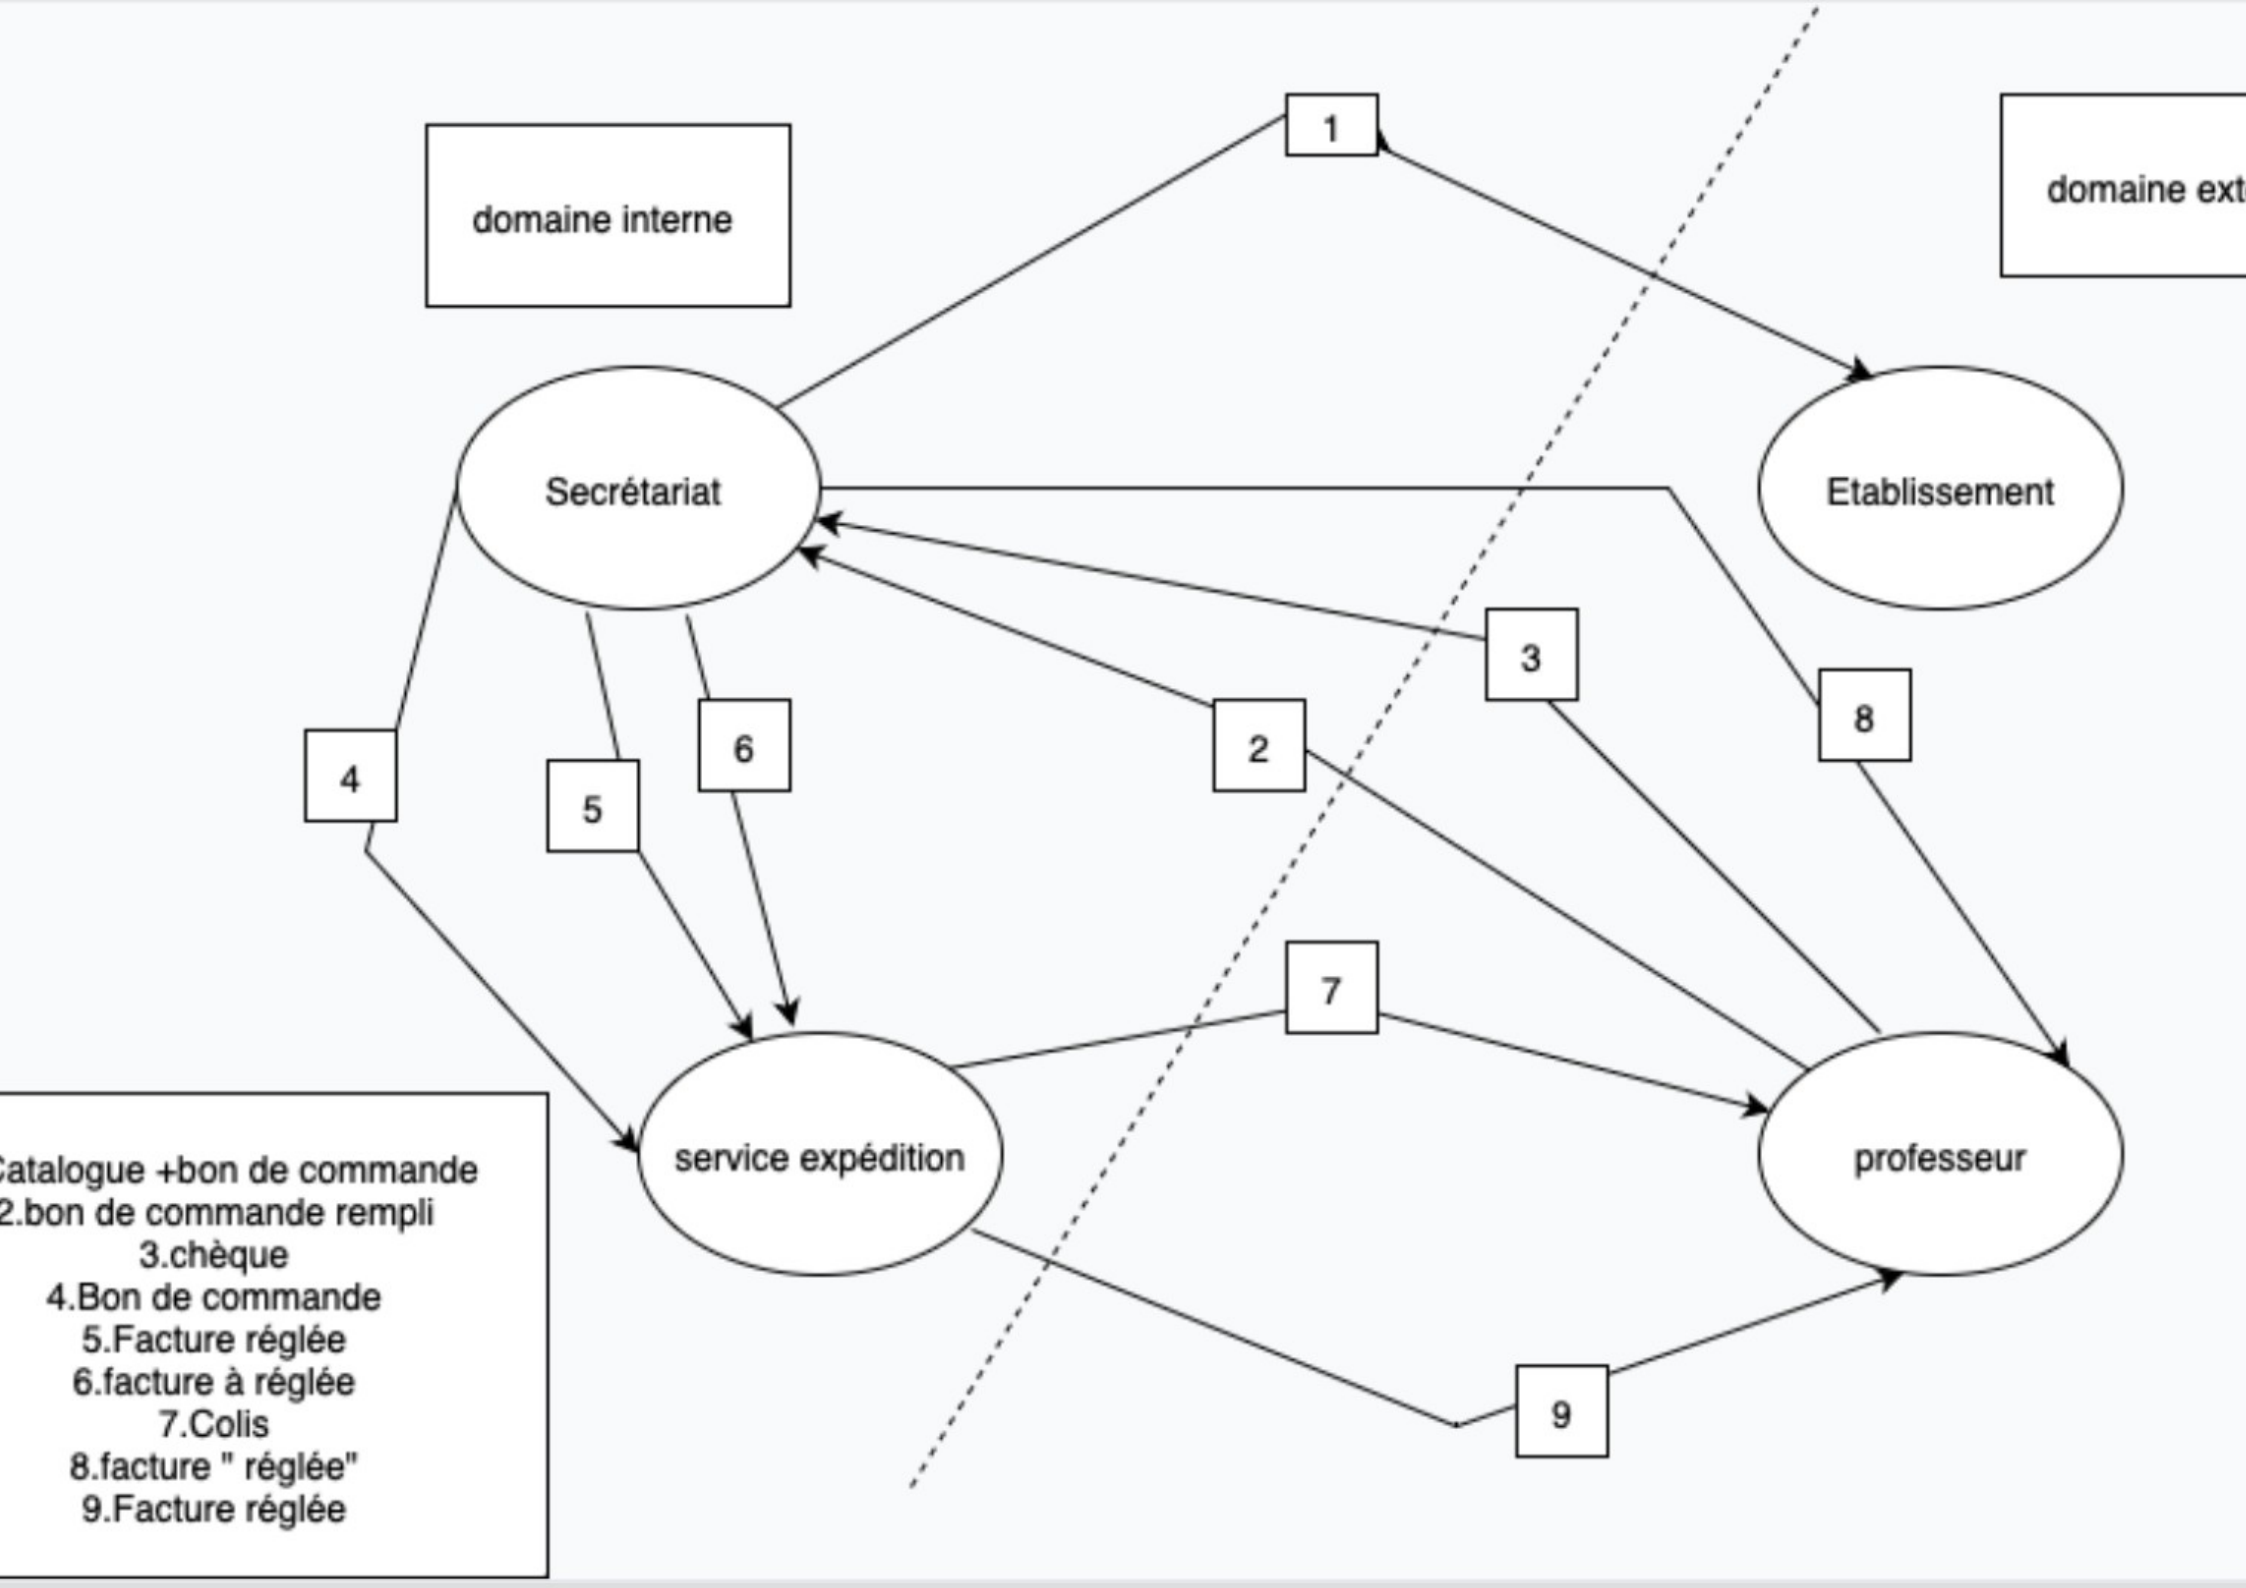 1
domaine interne
domaine ext
Secrétariat
Etablissement
3
8
2
6
4
5
7
service expédition
professeur
Catalogue +bon de commande
2.bon de commande rempli
3.chèque
4.Bon de commande
5.Facture réglée
6.facture à réglée
7.Colis
8.facture " réglée"
9.Facture réglée
9